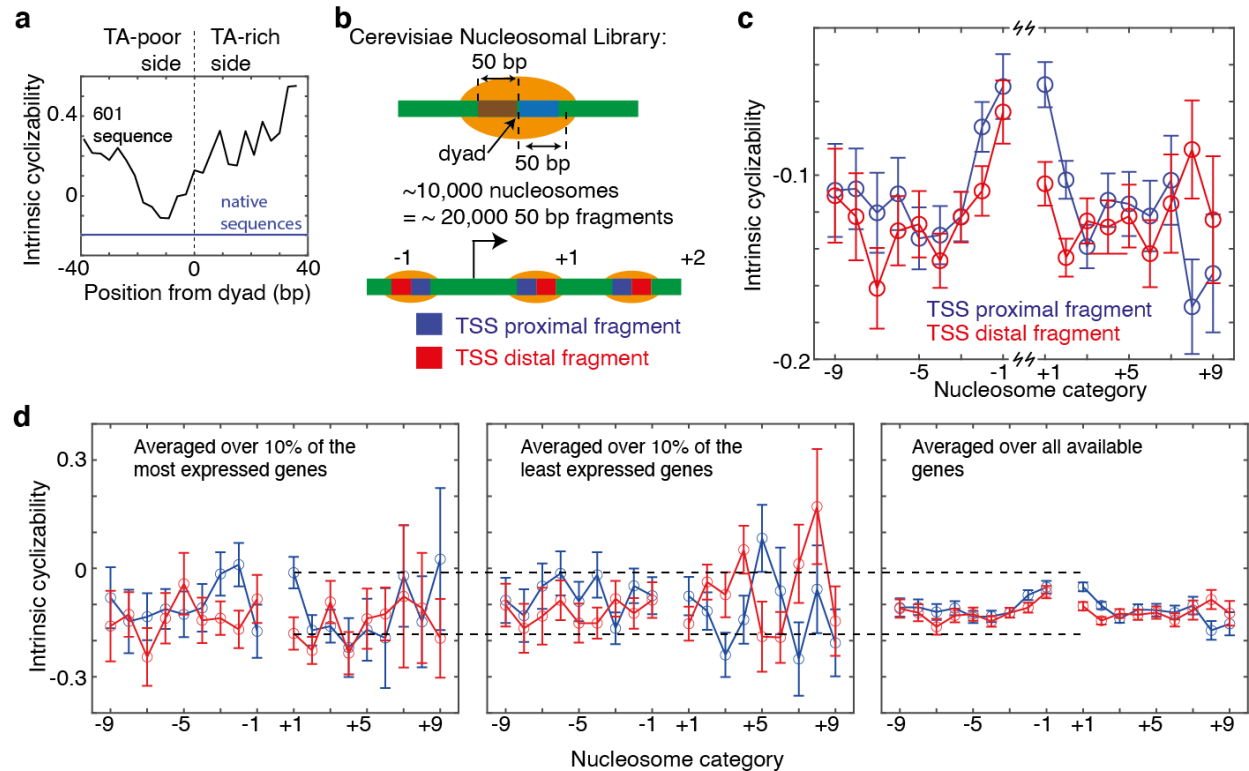 a
TA-poor
side
TA-rich
side
Intrinsic cyclizability
0.4
0
601
sequence
native
sequences
-40
0
40
Position from dyad (bp)
b
Cerevisiae Nucleosomal Library:
50 bp
dyad
50 bp
~10,000 nucleosomes
= ~ 20,000 50 bp fragments
-1
+1
+2
TSS proximal fragment
TSS distal fragment
c
Intrinsic cyclizability
-0.1
-0.2
TSS proximal fragment
TSS distal fragment
-9
-5
-1
+1
+5
+9
Nucleosome category
d
Intrinsic cyclizability
0.3
0
-0.3
Averaged over 10% of the
most expressed genes
-9
-5
-1
+1
+5
+9
Averaged over 10% of the
least expressed genes
-9
-5
-1
+1
+5
+9
Averaged over all available
genes
-9
-5
-1
+1
+5
+9
Nucleosome category